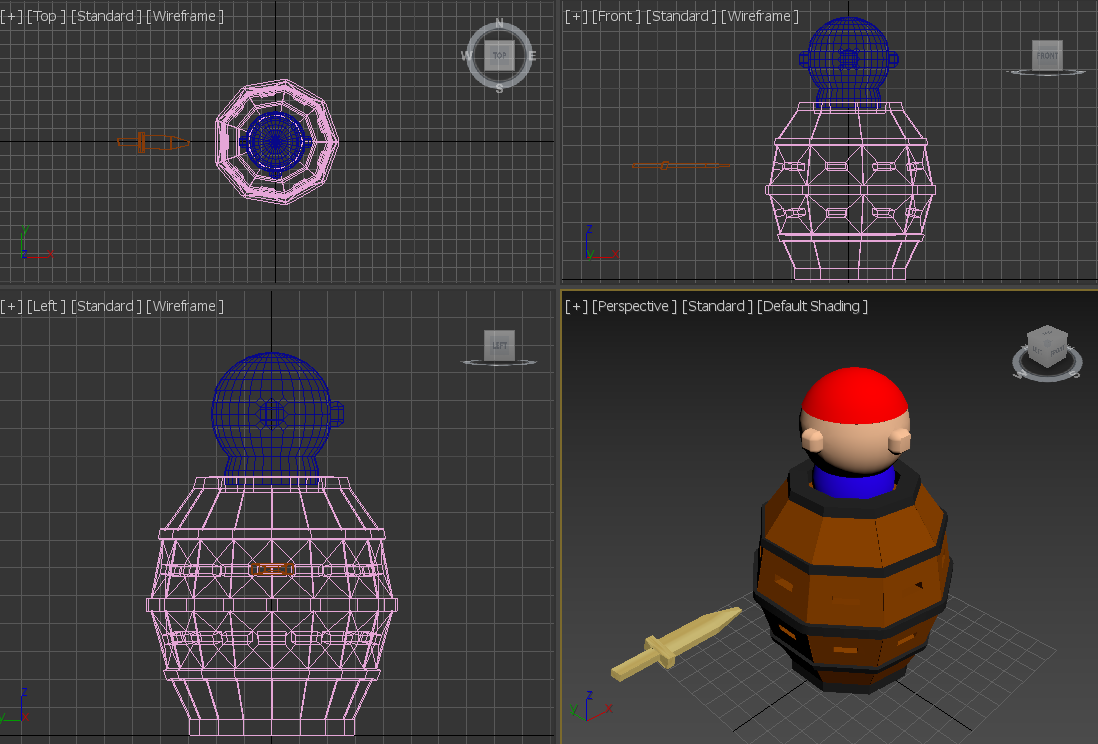 [+] [Top ] [Standard ] [Wireframe ]
N
W TOP E
S
y
z x
[+] [Front ] [Standard ] [Wireframe ]
FRONT
z
y x
[+] [Left ] [Standard ] [Wireframe ]
LEFT
z
y x
[+] [Perspective ] [Standard ] [Default Shading ]
z
y x